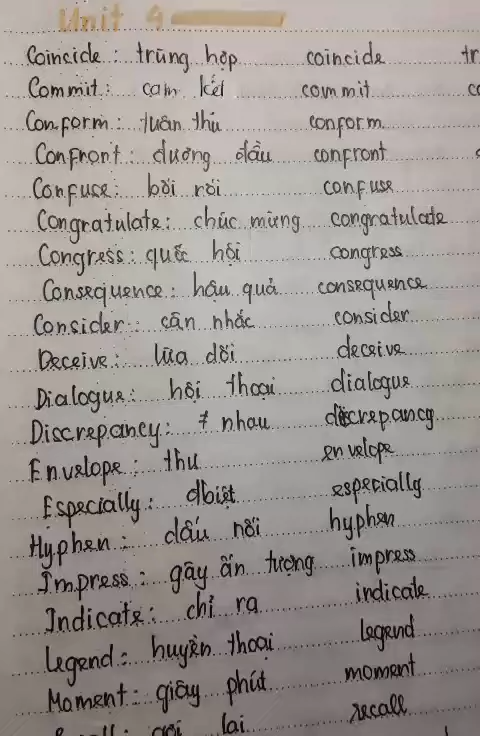 Unit 9
Coincide: trùng hợp coincide tr
Commit: cam kết commit
Conform: tuân thủ conform
Confront: đương đầu confront
Confuse: bối rối confuse
Congratulate: chúc mừng congratulate
Congress: quốc hội congress
Consequence: hậu quả consequence
Consider: cân nhắc consider
Deceive: lừa dối deceive
Dialogue: hội thoại dialogue
Discrepancy: ≠ nhau discrepancy
Envelope: thư envelope
Especially: đbiệt especially
Hyphen: dấu nối hyphen
Impress: gây ấn tượng impress
Indicate: chỉ ra indicate
Legend: huyền thoại legend
Moment: giây phút moment
lại recall